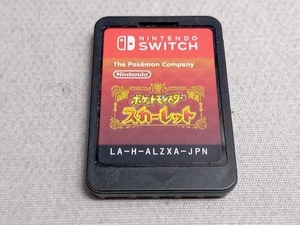 NINTENDO
SWITCH
The Pokémon Company
Nintendo
ポケットモンスター
スカーレット
LA-H-ALZXA-JPN